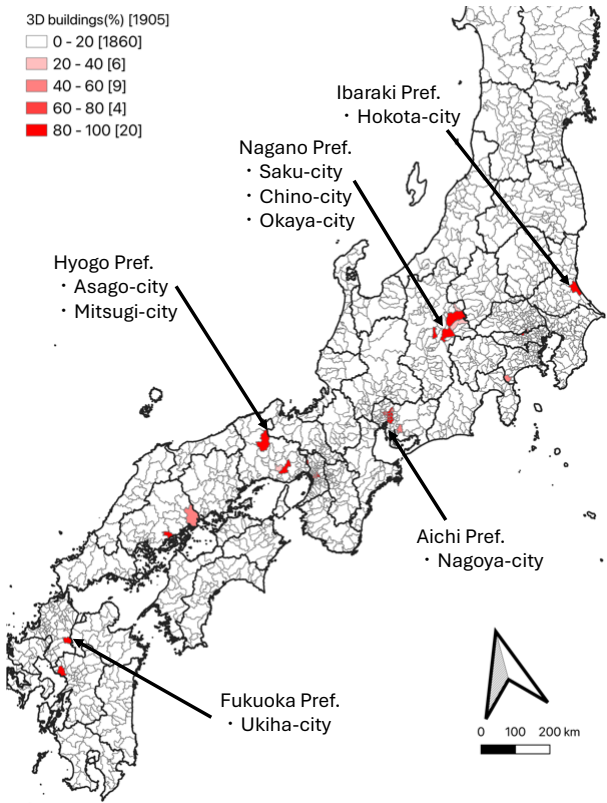 3D buildings(%) [1905]
0 - 20 [1860]
20 - 40 [6]
40 - 60 [9]
60 - 80 [4]
80 - 100 [20]
Ibaraki Pref.
・Hokota-city
Nagano Pref.
・Saku-city
・Chino-city
・Okaya-city
Hyogo Pref.
・Asago-city
・Mitsugi-city
Aichi Pref.
・Nagoya-city
Fukuoka Pref.
・Ukiha-city
0 100 200 km